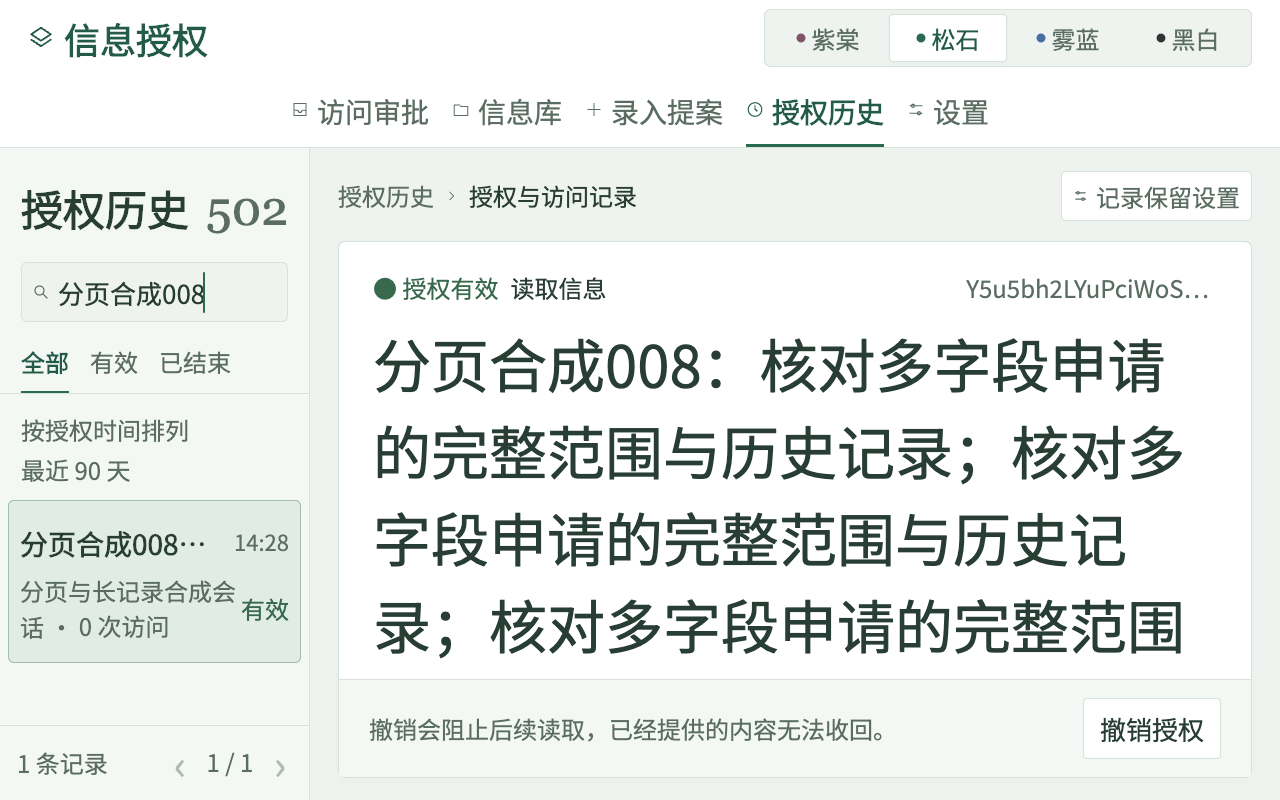 信息授权
紫棠 松石 雾蓝 黑白
访问审批 信息库 录入提案 授权历史 设置
授权历史 502
分页合成008
全部 有效 已结束
按授权时间排列
最近 90 天
分页合成008… 14:28
分页与长记录合成会
话 · 0 次访问
有效
1 条记录
1 / 1
授权历史 › 授权与访问记录
记录保留设置
授权有效 读取信息
Y5u5bh2LYuPciWoS…
分页合成008：核对多字段申请
的完整范围与历史记录；核对多
字段申请的完整范围与历史记
录；核对多字段申请的完整范围
撤销会阻止后续读取，已经提供的内容无法收回。
撤销授权